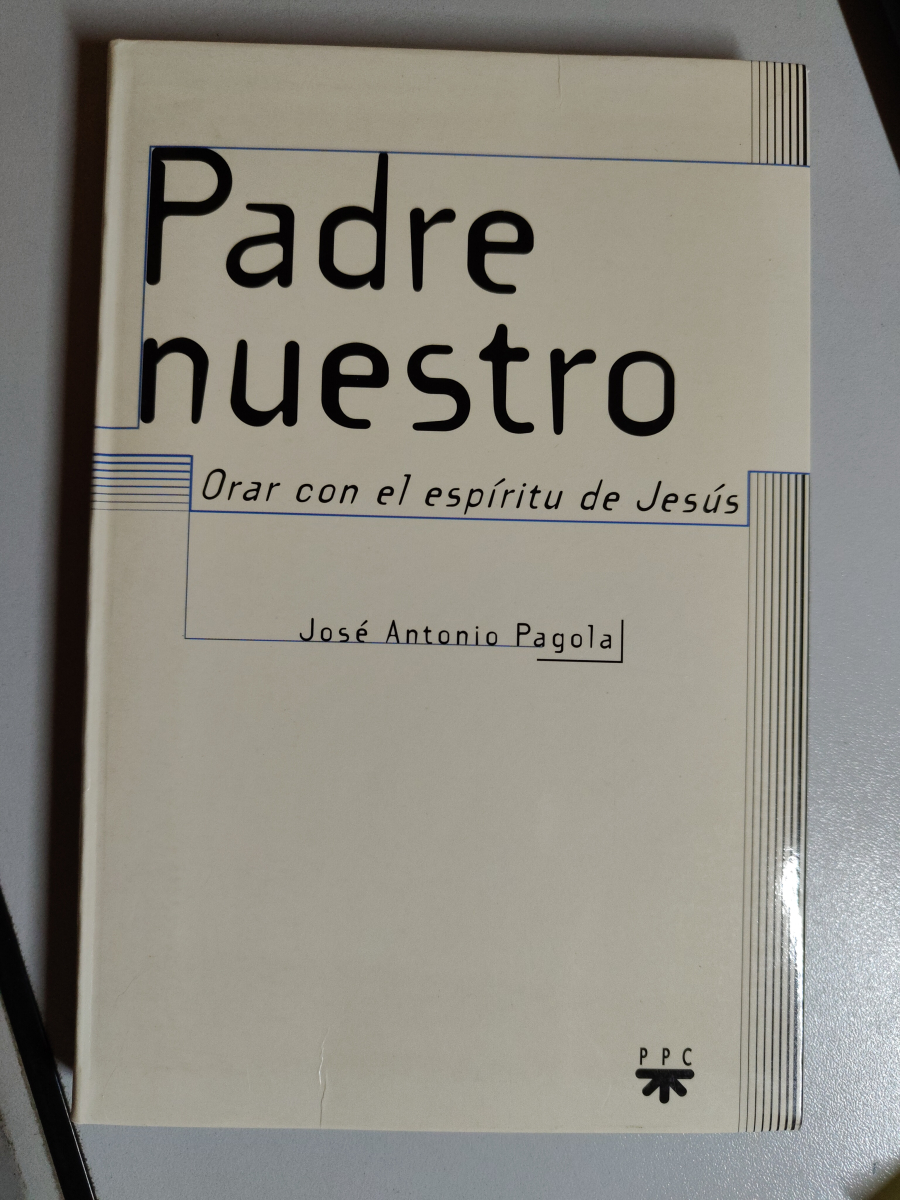 Padre
nuestro
Orar con el espíritu de Jesús
José Antonio Pagola
PPC